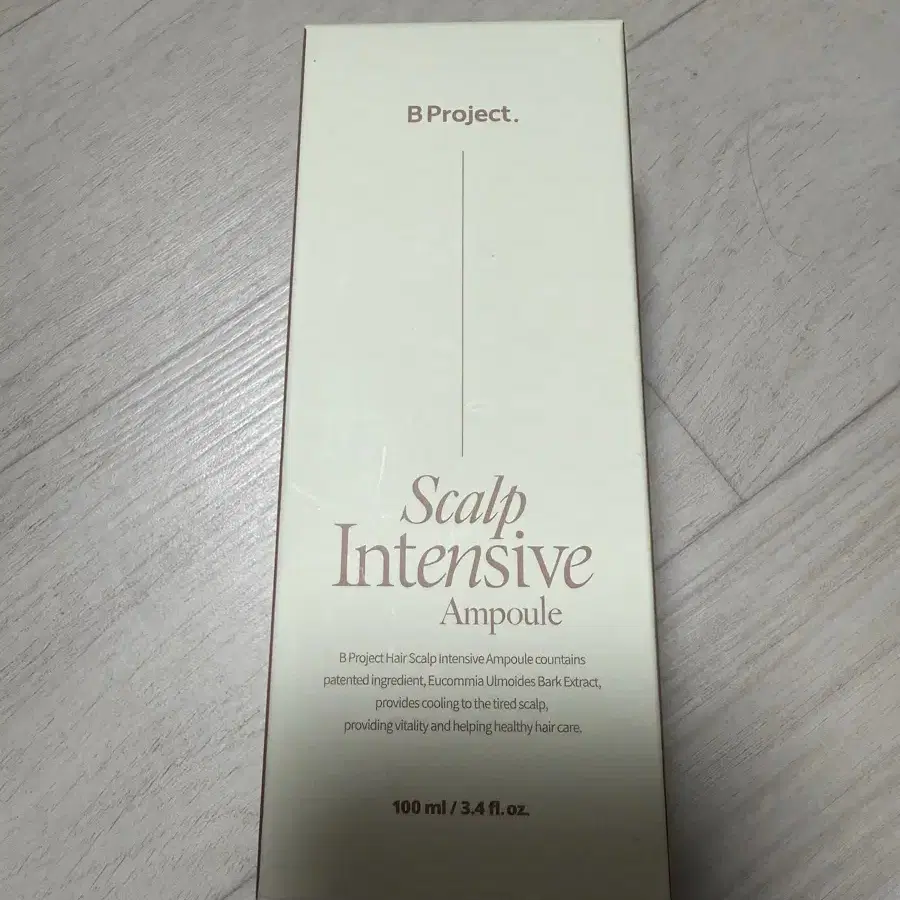 B Project.
Scalp
Intensive
Ampoule
B Project Hair Scalp Intensive Ampoule countains
patented ingredient, Eucommia Ulmoides Bark Extract,
provides cooling to the tired scalp,
providing vitality and helping healthy hair care.
100 ml / 3.4 fl. oz.